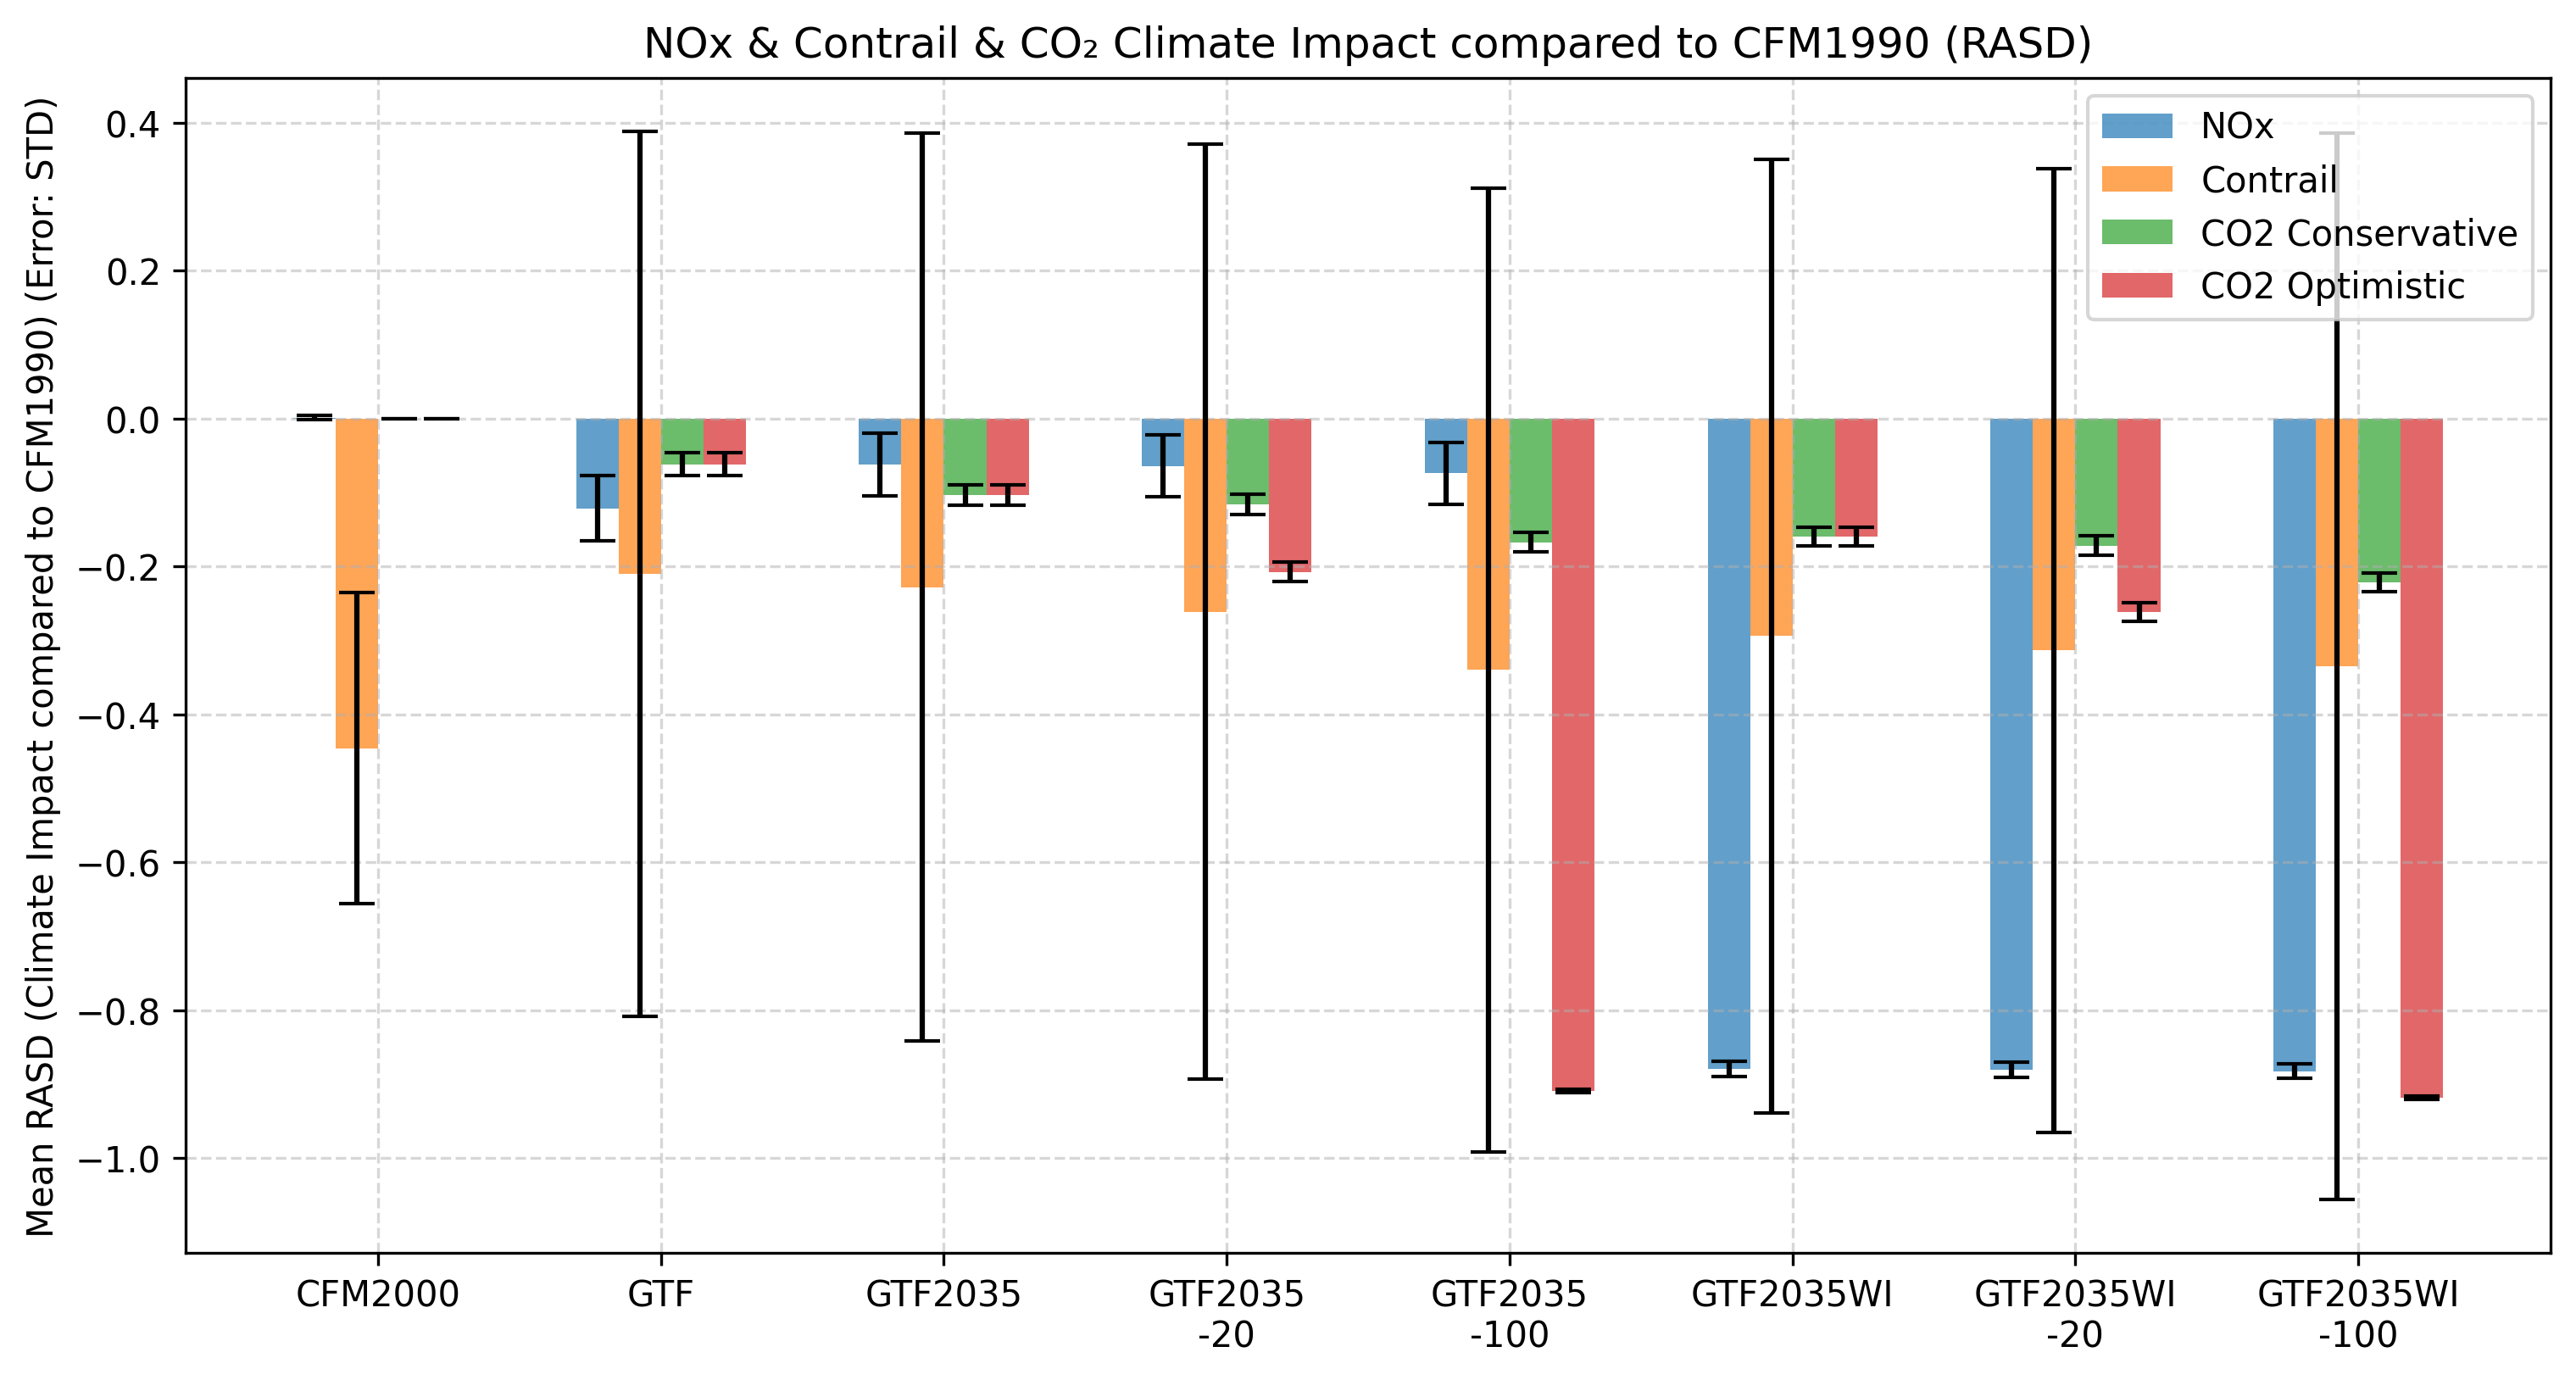 NOx & Contrail & CO₂ Climate Impact compared to CFM1990 (RASD)
Mean RASD (Climate Impact compared to CFM1990) (Error: STD)
0.4
0.2
0.0
−0.2
−0.4
−0.6
−0.8
−1.0
NOx
Contrail
CO2 Conservative
CO2 Optimistic
CFM2000
GTF
GTF2035
GTF2035
-20
GTF2035
-100
GTF2035WI
GTF2035WI
-20
GTF2035WI
-100